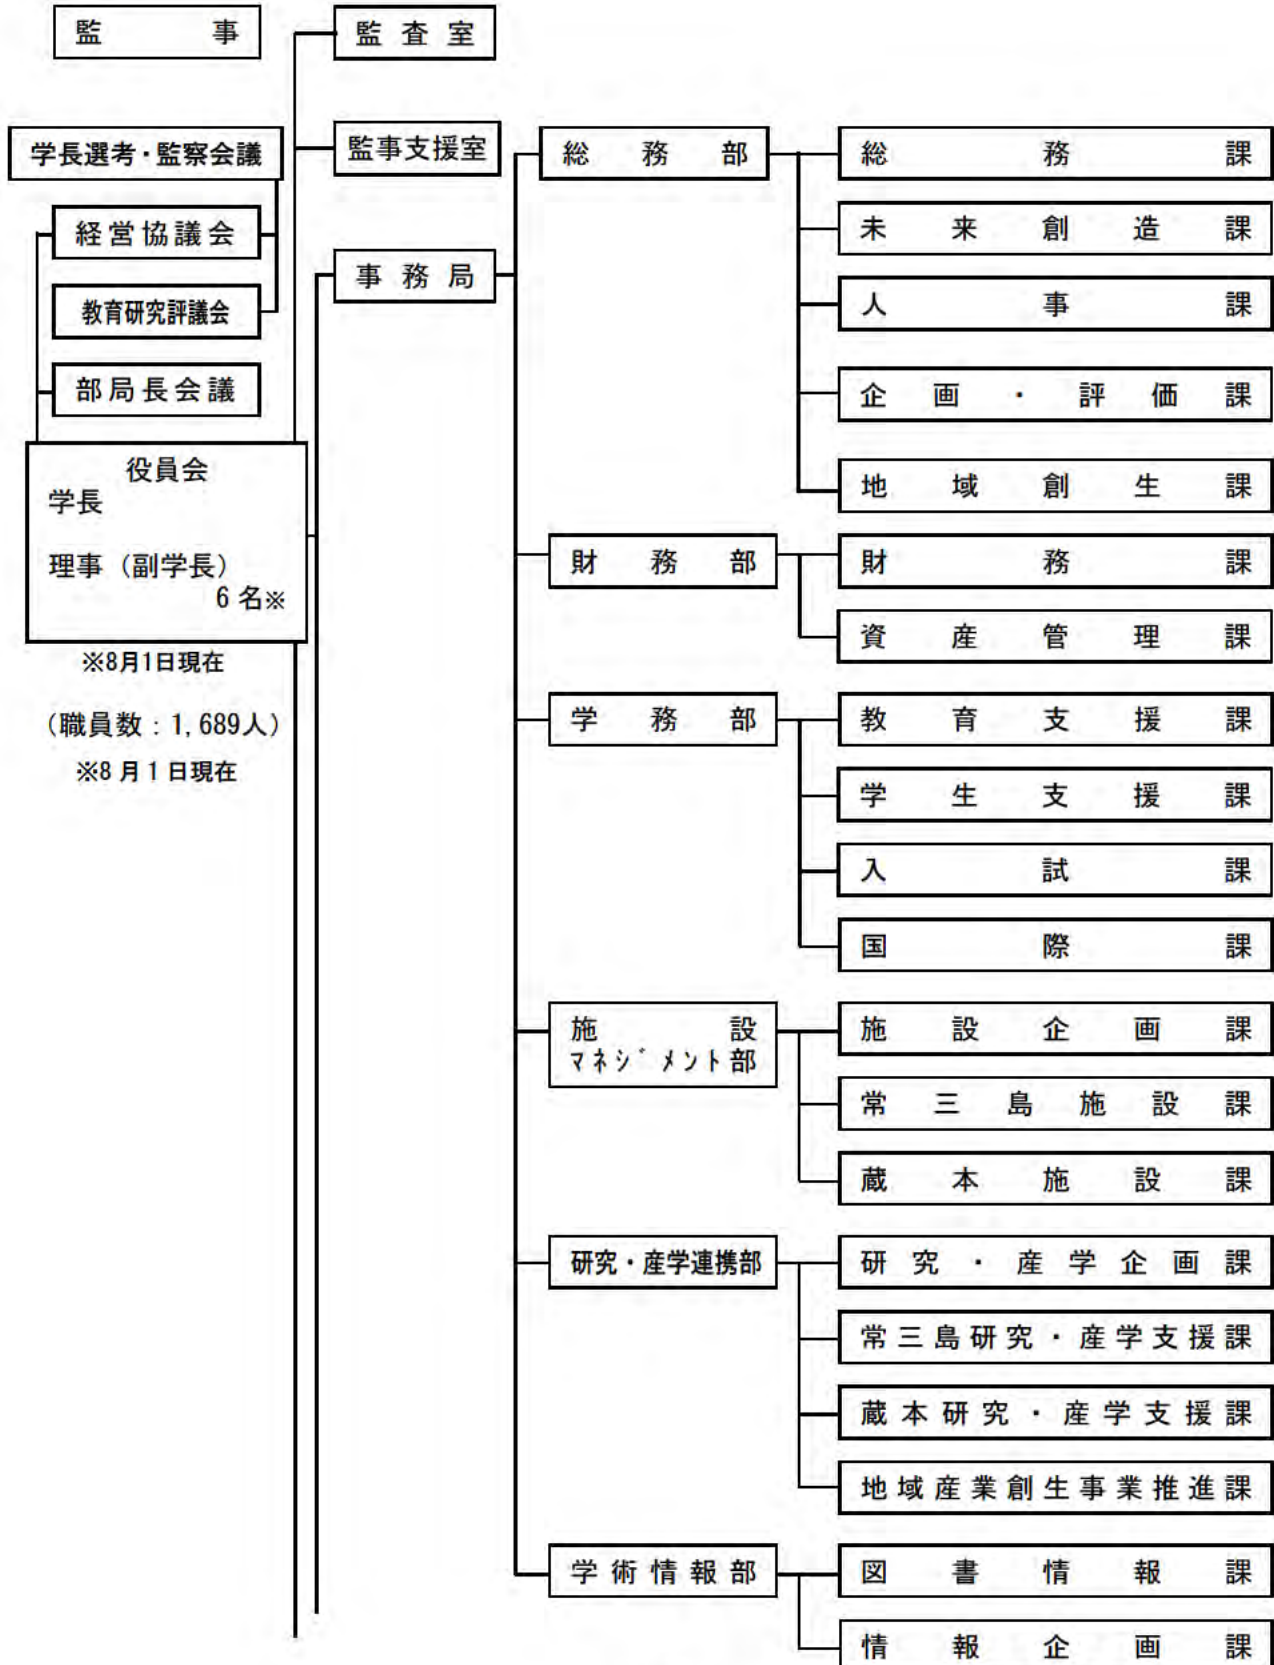 監事
監査室
学長選考・監察会議
監事支援室
経営協議会
教育研究評議会
部局長会議
役員会
学長
理事（副学長）
6名※
※8月1日現在
（職員数：1,689人）
※8月1日現在
事務局
総務部
総務課
未来創造課
人事課
企画・評価課
地域創生課
財務部
財務課
資産管理課
学務部
教育支援課
学生支援課
入試課
国際課
施設
ﾏﾈｼﾞﾒﾝﾄ部
施設企画課
常三島施設課
蔵本施設課
研究・産学連携部
研究・産学企画課
常三島研究・産学支援課
蔵本研究・産学支援課
地域産業創生事業推進課
学術情報部
図書情報課
情報企画課